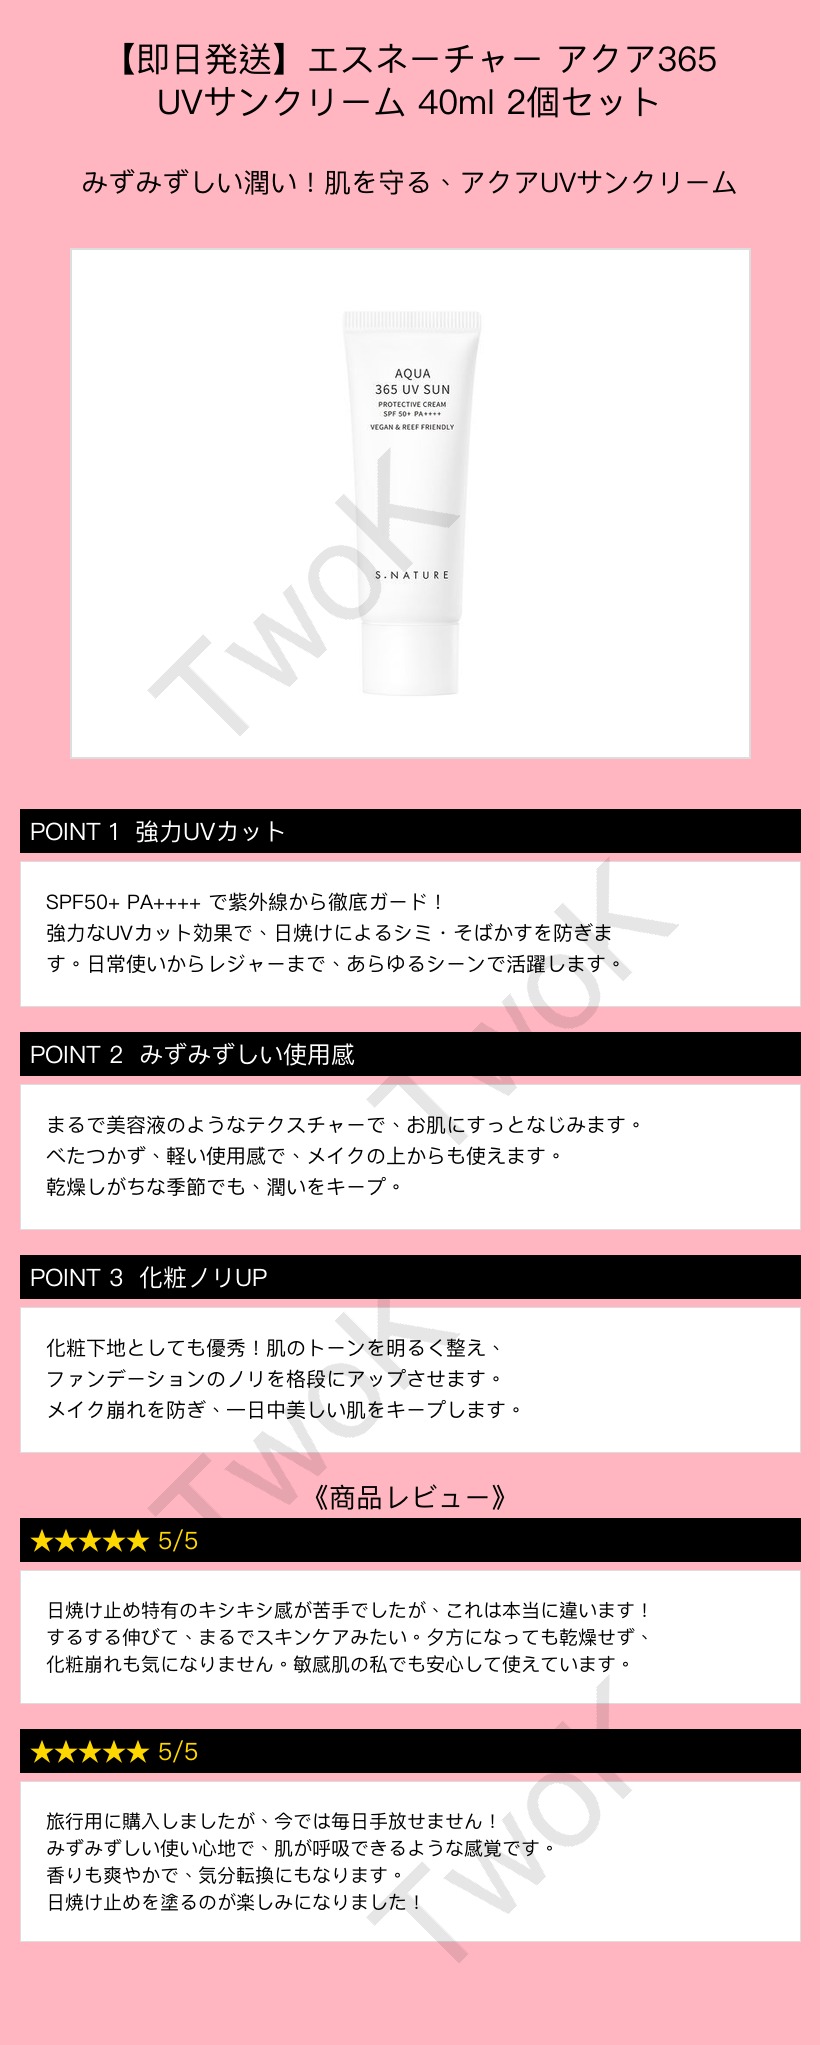 【即日発送】エスネーチャー アクア365
UVサンクリーム 40ml 2個セット
みずみずしい潤い！肌を守る、アクアUVサンクリーム
AQUA
365 UV SUN
PROTECTIVE CREAM
SPF 50+ PA++++
VEGAN & REEF FRIENDLY
S.NATURE
TwoK
POINT 1 強力UVカット
SPF50+ PA++++ で紫外線から徹底ガード！
強力なUVカット効果で、日焼けによるシミ・そばかすを防ぎま
す。日常使いからレジャーまで、あらゆるシーンで活躍します。
TwoK
POINT 2 みずみずしい使用感
まるで美容液のようなテクスチャーで、お肌にすっとなじみます。
べたつかず、軽い使用感で、メイクの上からも使えます。
乾燥しがちな季節でも、潤いをキープ。
POINT 3 化粧ノリUP
化粧下地としても優秀！肌のトーンを明るく整え、
ファンデーションのノリを格段にアップさせます。
メイク崩れを防ぎ、一日中美しい肌をキープします。
TwoK
《商品レビュー》
★★★★★ 5/5
日焼け止め特有のキシキシ感が苦手でしたが、これは本当に違います！
するする伸びて、まるでスキンケアみたい。夕方になっても乾燥せず、
化粧崩れも気になりません。敏感肌の私でも安心して使えています。
★★★★★ 5/5
旅行用に購入しましたが、今では毎日手放せません！
みずみずしい使い心地で、肌が呼吸できるような感覚です。
香りも爽やかで、気分転換にもなります。
日焼け止めを塗るのが楽しみになりました！
TwoK